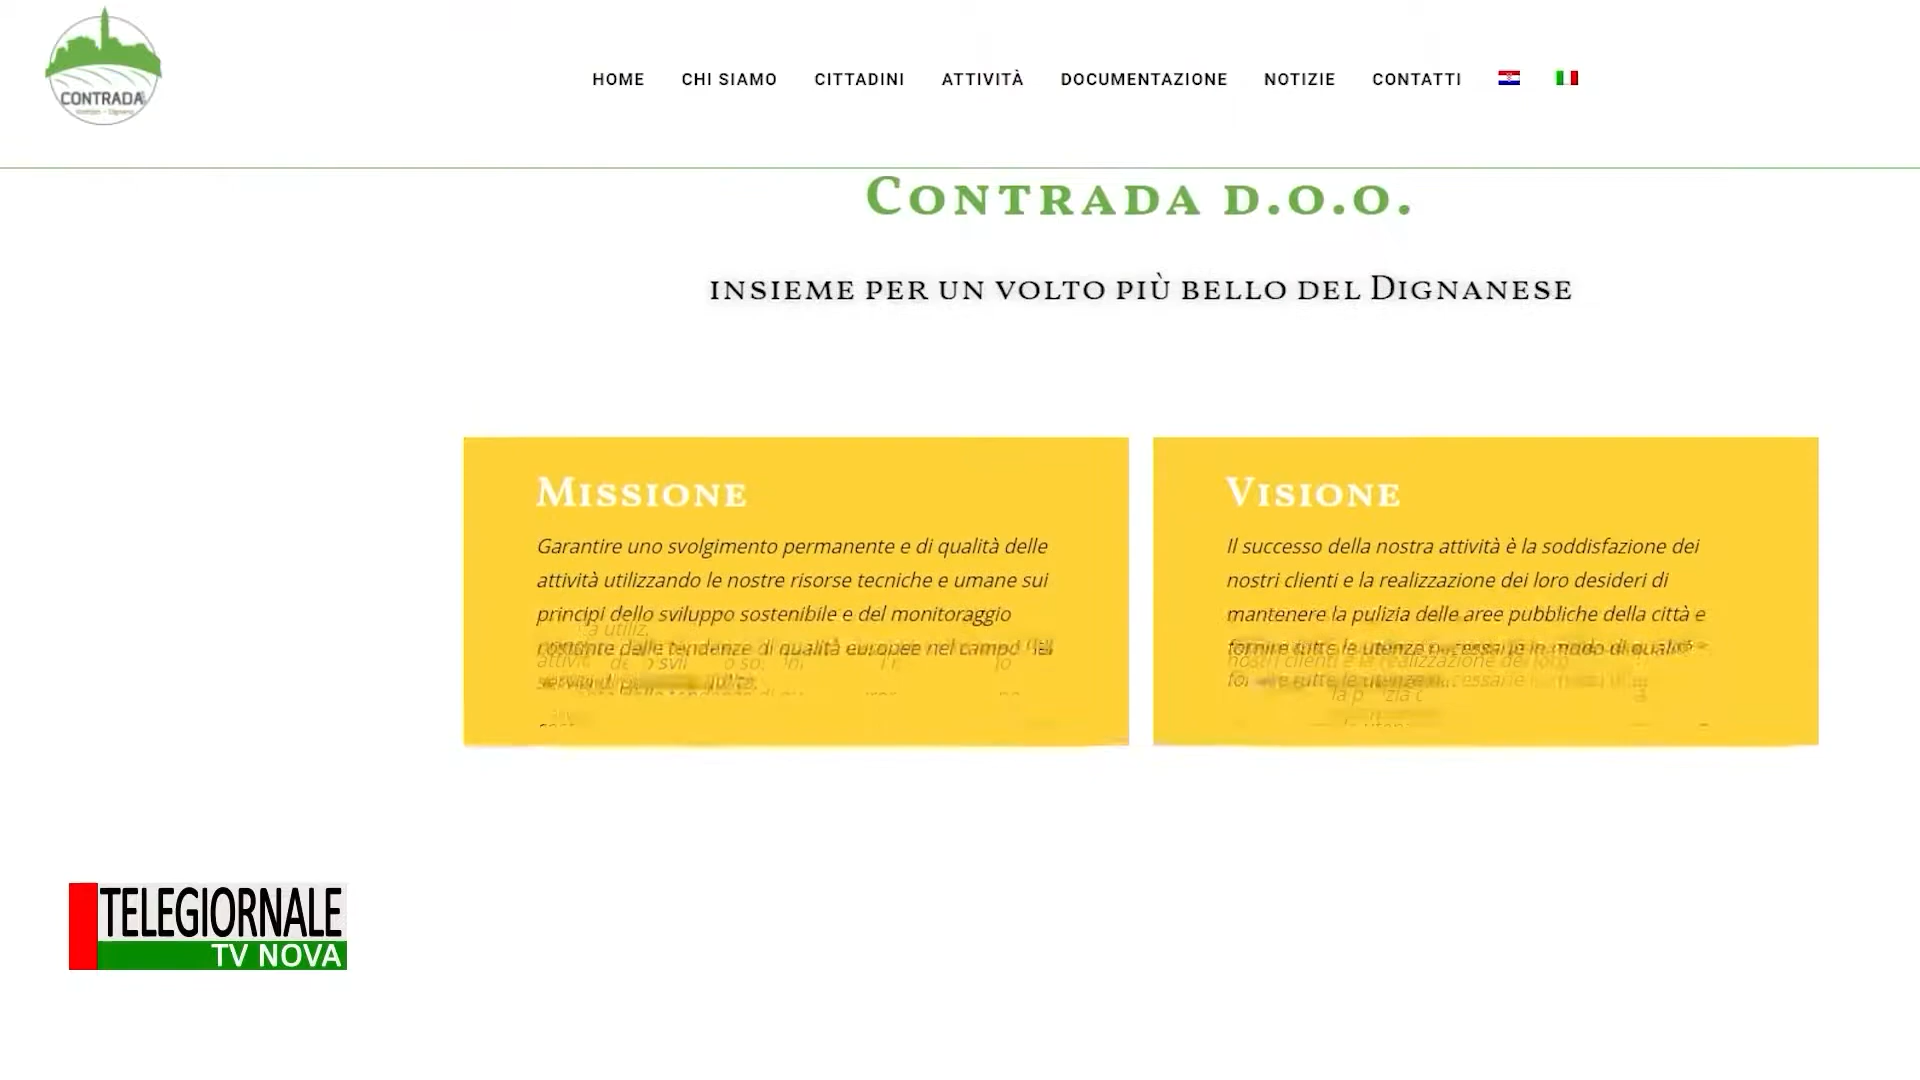 CONTRADA
HOME CHI SIAMO CITTADINI ATTIVITÀ DOCUMENTAZIONE NOTIZIE CONTATTI
Contrada d.o.o.
insieme per un volto più bello del Dignanese
Missione
Garantire uno svolgimento permanente e di qualità delle
attività utilizzando le nostre risorse tecniche e umane sui
principi dello sviluppo sostenibile e del monitoraggio
delle tendenze di qualità europee nel campo
Visione
Il successo della nostra attività è la soddisfazione dei
nostri clienti e la realizzazione dei loro desideri di
mantenere la pulizia delle aree pubbliche della città e
fornire tutte le utenze necessarie in modo di qualità
TELEGIORNALE
TV NOVA